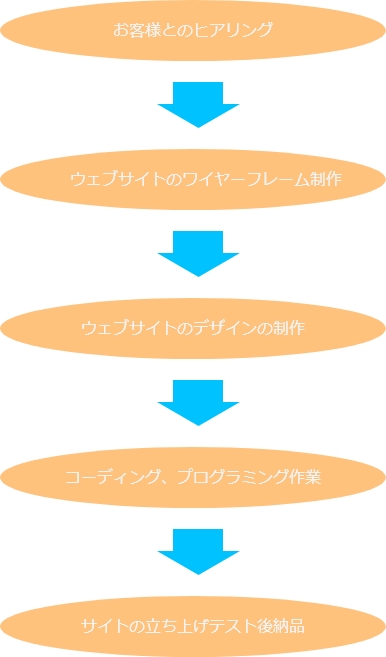 お客様とのヒアリング
ウェブサイトのワイヤーフレーム制作
ウェブサイトのデザインの制作
コーディング、プログラミング作業
サイトの立ち上げテスト後納品